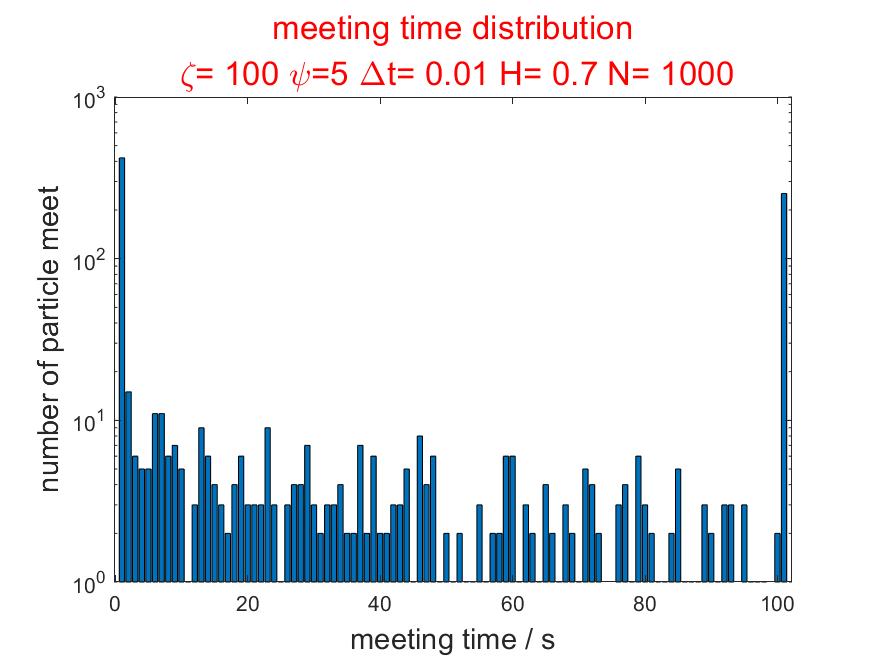 meeting time distribution
ζ= 100 ψ=5 Δt= 0.01 H= 0.7 N= 1000
number of particle meet
10³
10²
10¹
10⁰
0 20 40 60 80 100
meeting time / s